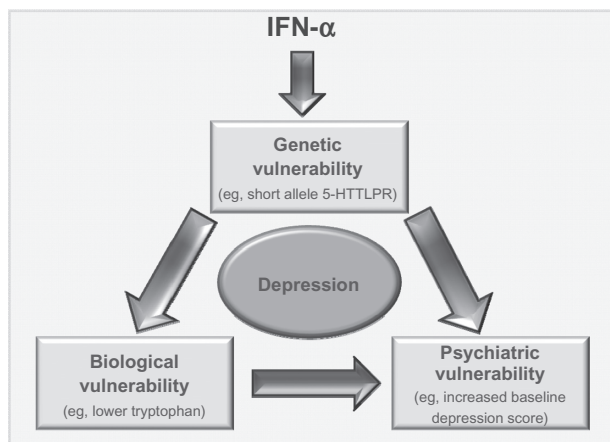 IFN-α
Genetic
vulnerability
(eg, short allele 5-HTTLPR)
Depression
Biological
vulnerability
(eg, lower tryptophan)
Psychiatric
vulnerability
(eg, increased baseline
depression score)